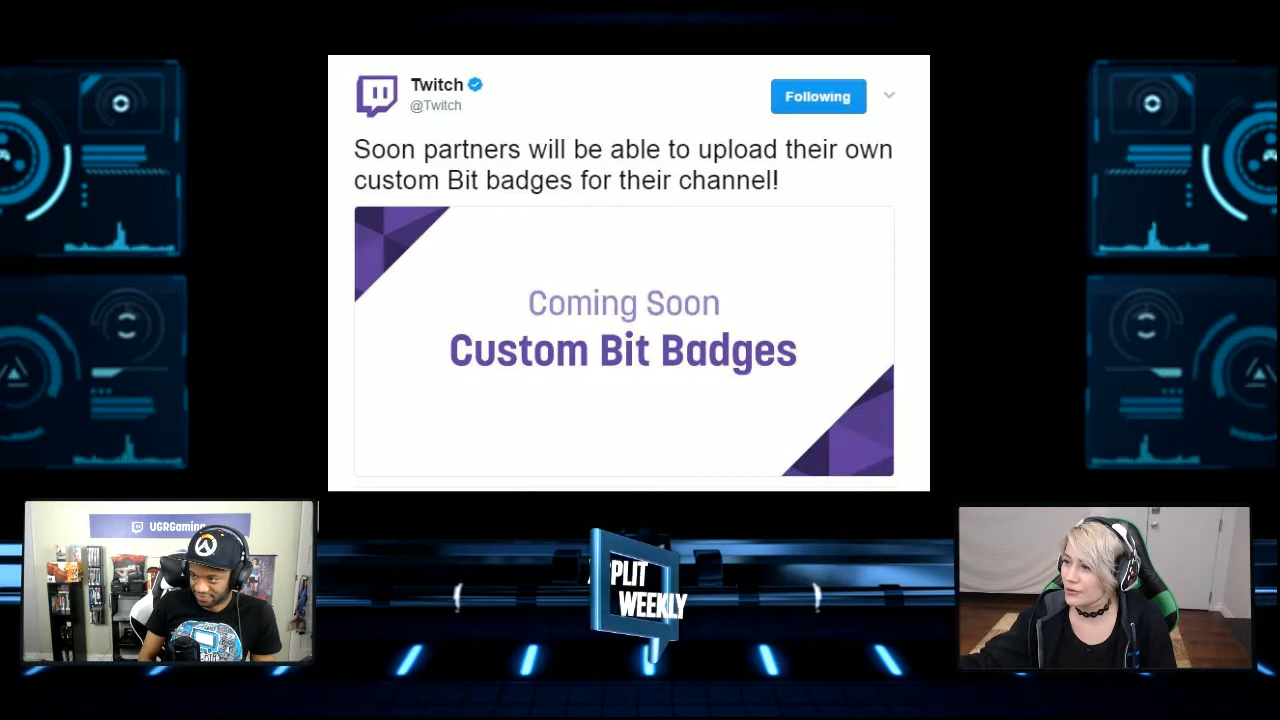 Twitch
@Twitch
Following
Soon partners will be able to upload their own
custom Bit badges for their channel!
Coming Soon
Custom Bit Badges
UGRGaming
PLIT
WEEKLY